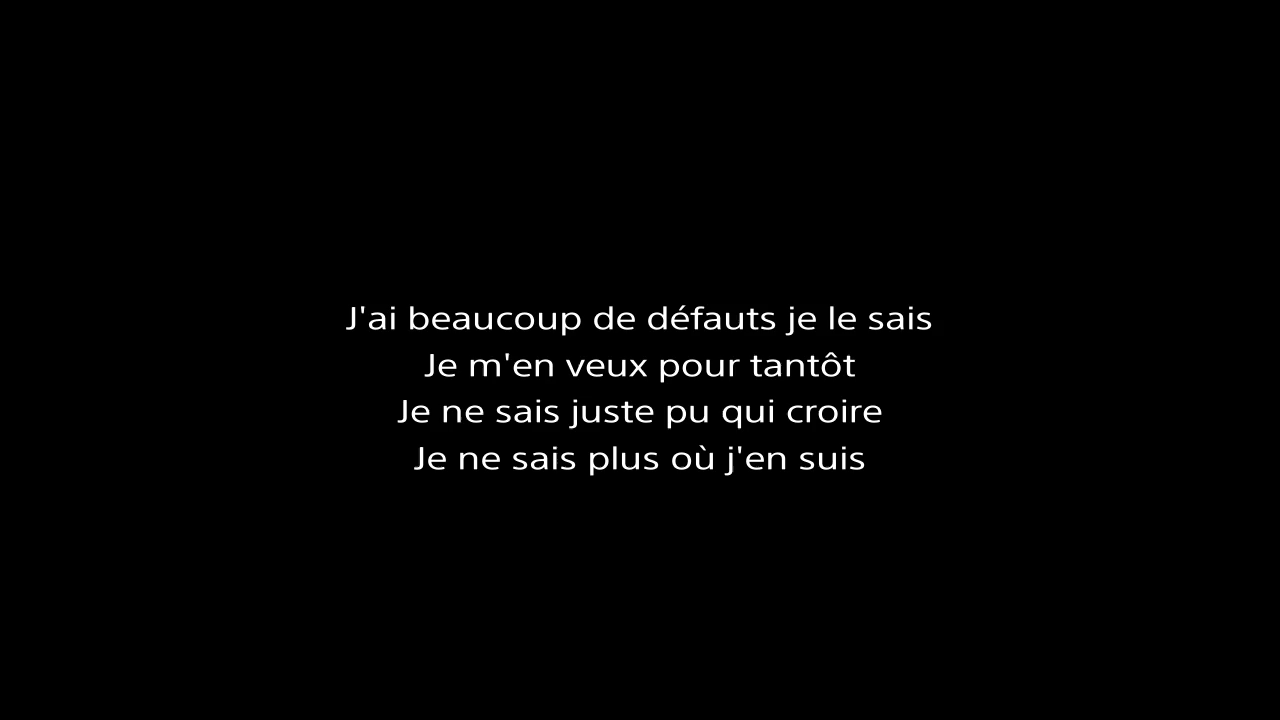 J'ai beaucoup de défauts je le sais
Je m'en veux pour tantôt
Je ne sais juste pu qui croire
Je ne sais plus où j'en suis